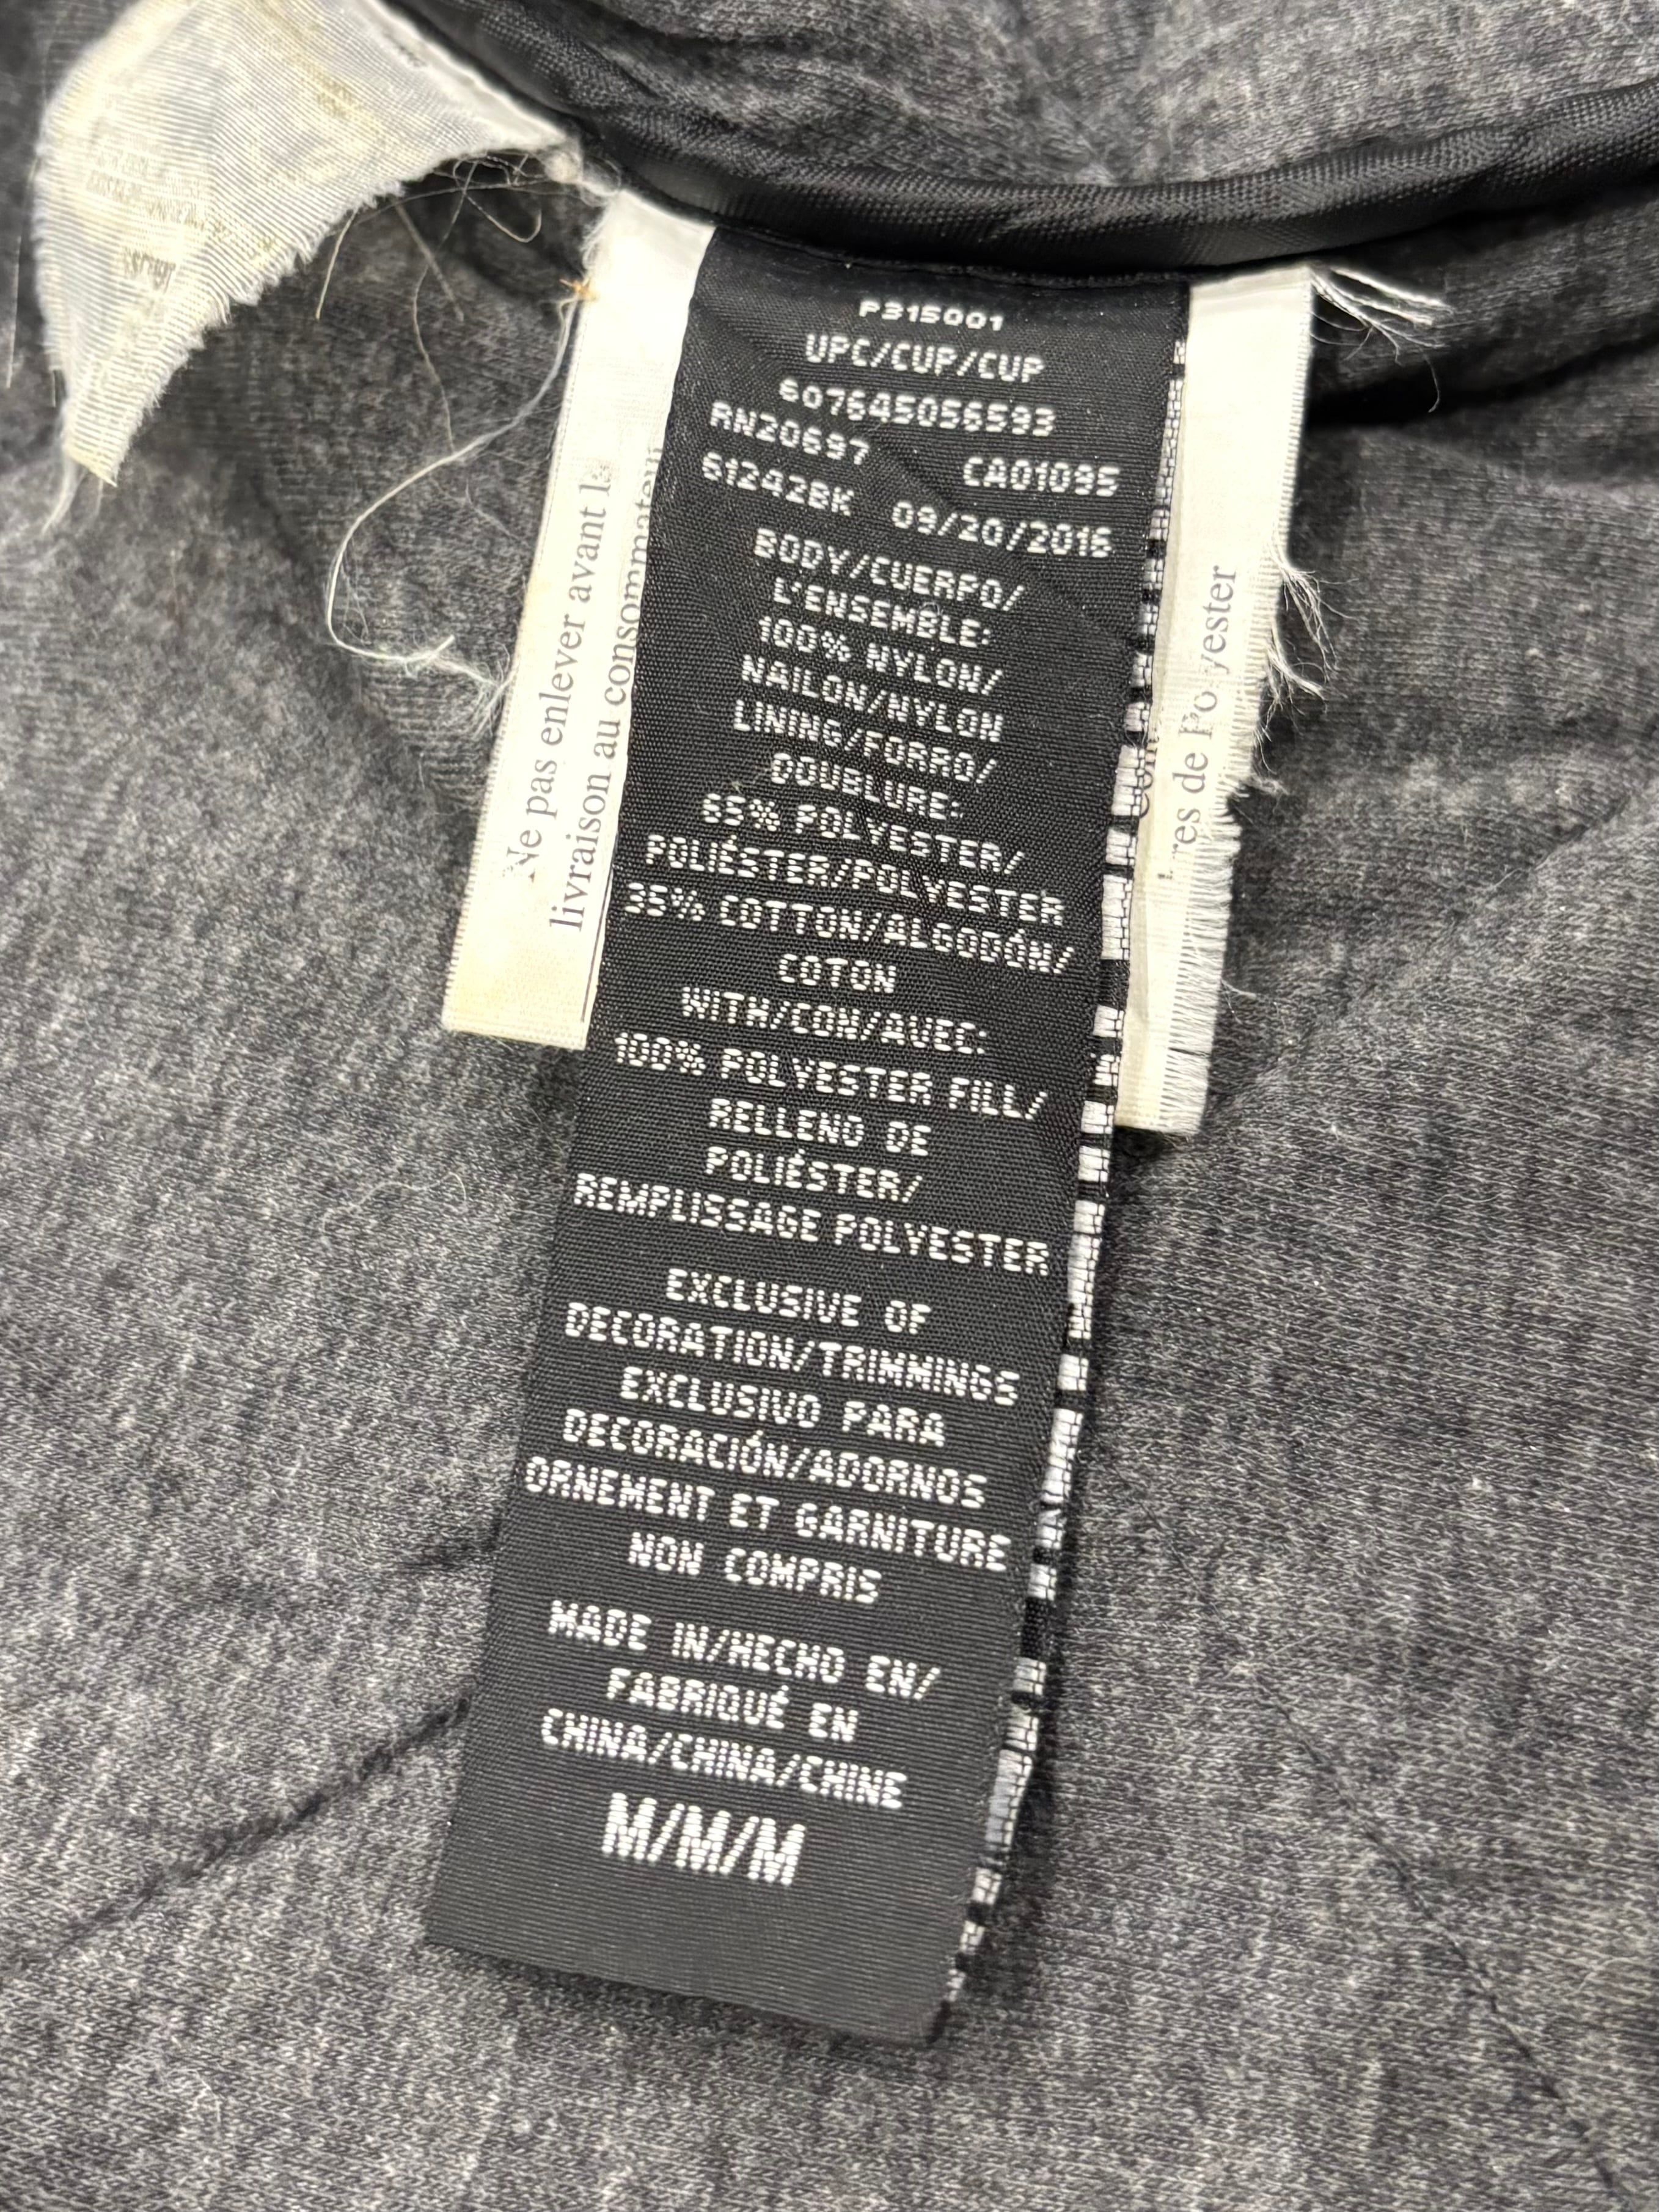 P315001
UPC/CUP/CUP
607645056593
RN20697 CA01095
61242BK 09/20/2016
BODY/CUERPO/
L'ENSEMBLE:
100% NYLON/
NAILON/NYLON
LINING/FORRO/
DOUBLURE:
65% POLYESTER/
POLIÉSTER/POLYESTER
35% COTTON/ALGODÓN/
COTON
WITH/CON/AVEC:
100% POLYESTER FILL/
RELLENO DE
POLIÉSTER/
REMPLISSAGE POLYESTER
EXCLUSIVE OF
DECORATION/TRIMMINGS
EXCLUSIVO PARA
DECORACIÓN/ADORNOS
ORNEMENT ET GARNITURE
NON COMPRIS
MADE IN/HECHO EN/
FABRIQUÉ EN
CHINA/CHINA/CHINE
M/M/M
Ne pas enlever avant la
livraison au consommateu
de Polyester